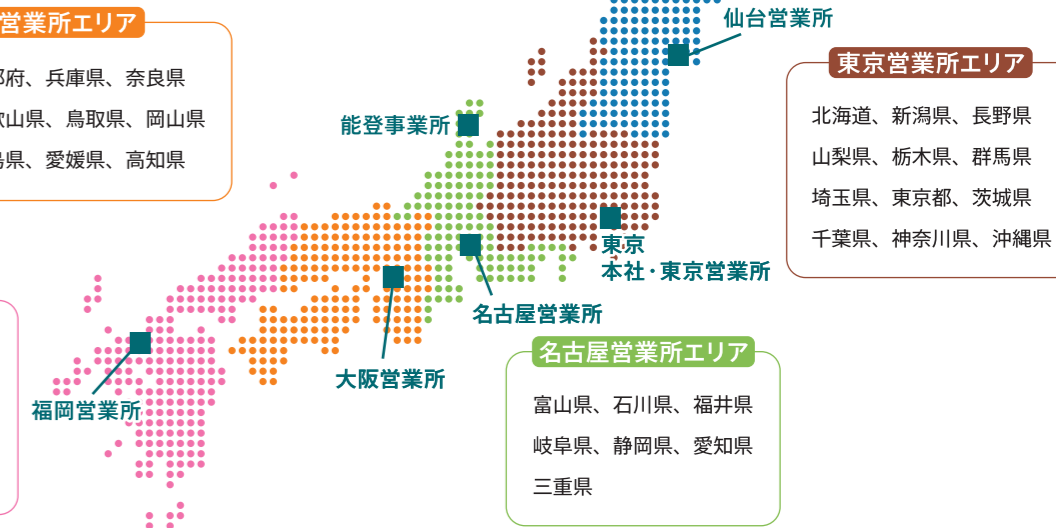 営業所エリア
府、兵庫県、奈良県
山県、鳥取県、岡山県
県、愛媛県、高知県
仙台営業所
東京営業所エリア
北海道、新潟県、長野県
山梨県、栃木県、群馬県
埼玉県、東京都、茨城県
千葉県、神奈川県、沖縄県
能登事業所
東京
本社・東京営業所
名古屋営業所
大阪営業所
福岡営業所
名古屋営業所エリア
富山県、石川県、福井県
岐阜県、静岡県、愛知県
三重県